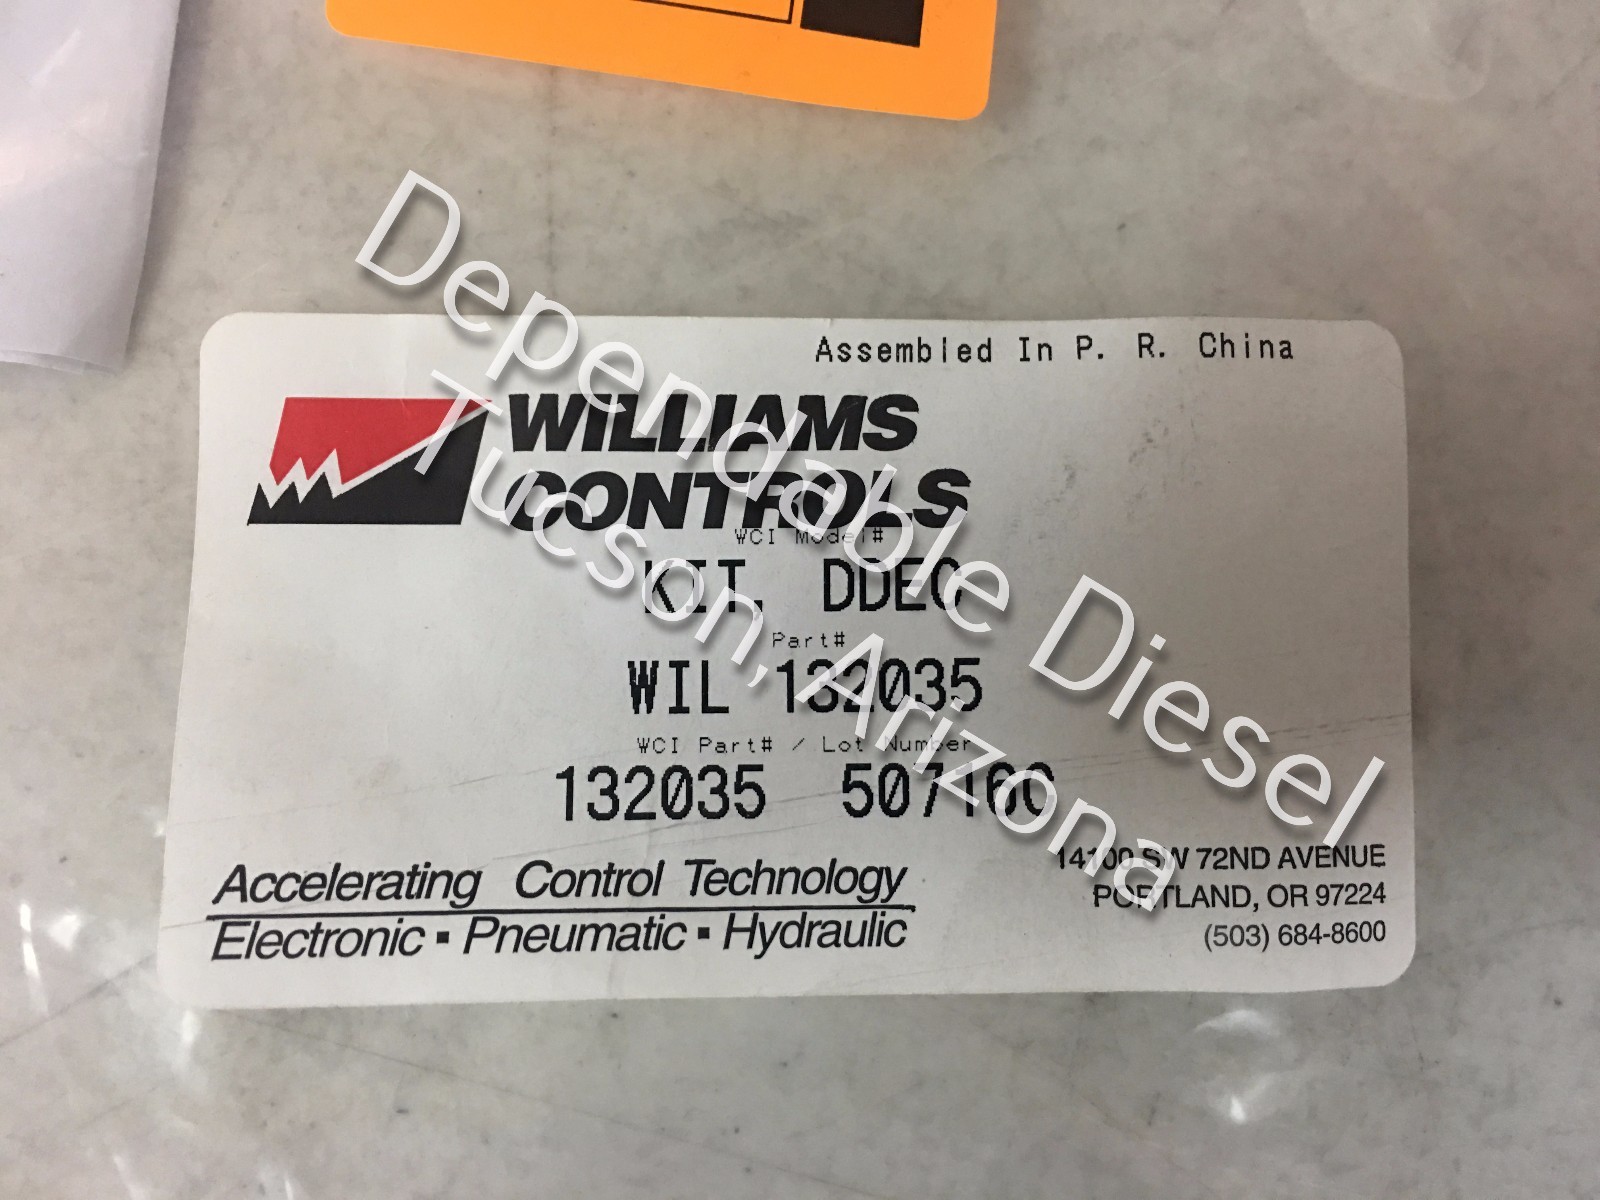 Assembled In P. R. China
WILLIAMS
CONTROLS
WCI Model#
KIT, DDEC
Part#
WIL 132035
WCI Part# / Lot Number
132035
Accelerating Control Technology
Electronic ▪ Pneumatic ▪ Hydraulic
14100 SW 72ND AVENUE
PORTLAND, OR 97224
(503) 684-8600
Dependable Diesel
Tucson, Arizona